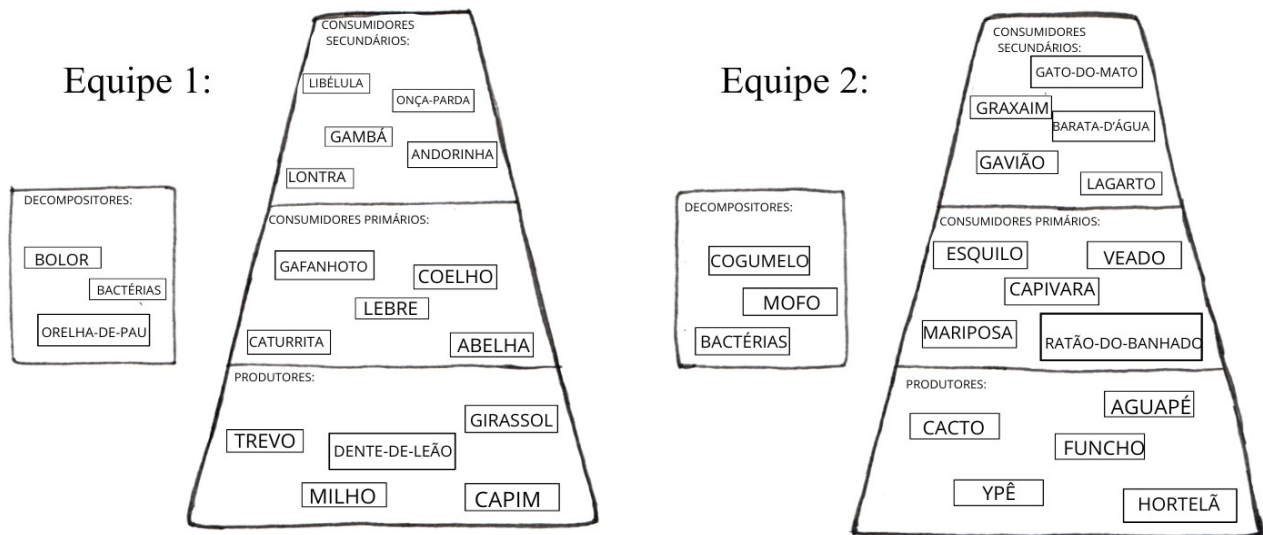 Equipe 1:
CONSUMIDORES
SECUNDÁRIOS:
LIBÉLULA
ONÇA-PARDA
GAMBÁ
ANDORINHA
LONTRA
DECOMPOSITORES:
BOLOR
BACTÉRIAS
ORELHA-DE-PAU
CONSUMIDORES PRIMÁRIOS:
GAFANHOTO
COELHO
LEBRE
CATURRITA
ABELHA
PRODUTORES:
GIRASSOL
TREVO
DENTE-DE-LEÃO
MILHO
CAPIM
Equipe 2:
CONSUMIDORES
SECUNDÁRIOS:
GATO-DO-MATO
GRAXAIM
BARATA-D'ÁGUA
GAVIÃO
LAGARTO
DECOMPOSITORES:
COGUMELO
MOFO
BACTÉRIAS
CONSUMIDORES PRIMÁRIOS:
ESQUILO
VEADO
CAPIVARA
MARIPOSA
RATÃO-DO-BANHADO
PRODUTORES:
AGUAPÉ
CACTO
FUNCHO
YPÊ
HORTELÃ